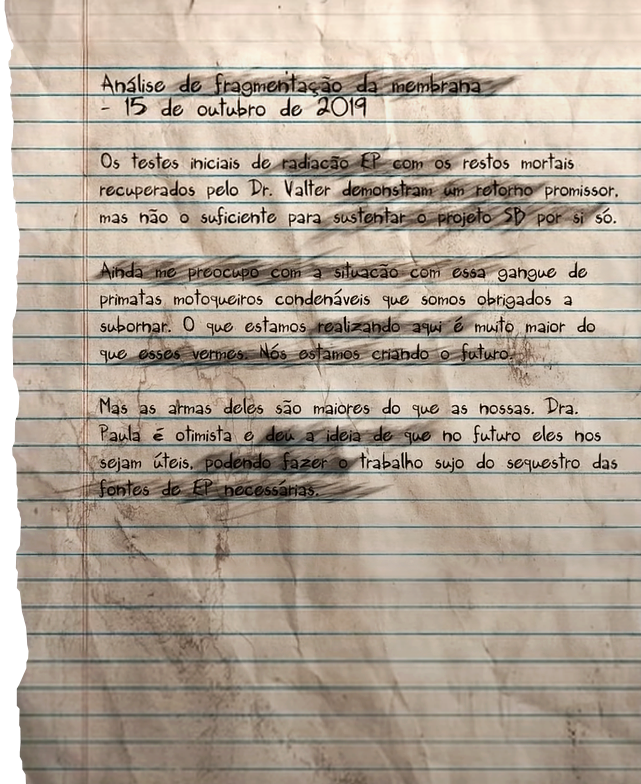 Análise de fragmentação da membrana
- 15 de outubro de 2019
Os testes iniciais de radiacão EP com os restos mortais
recuperados pelo Dr. Valter demonstram um retorno promissor,
mas não o suficiente para sustentar o projeto SD por si só.
Ainda me preocupo com a situacão com essa gangue de
primatas motoqueiros condenáveis que somos obrigados a
subornar. O que estamos realizando aqui é muito maior do
que esses vermes. Nós estamos criando o futuro.
Mas as armas deles são maiores do que as nossas. Dra.
Paula é otimista e deu a ideia de que no futuro eles nos
sejam úteis, podendo fazer o trabalho sujo do sequestro das
fontes de EP necessárias.